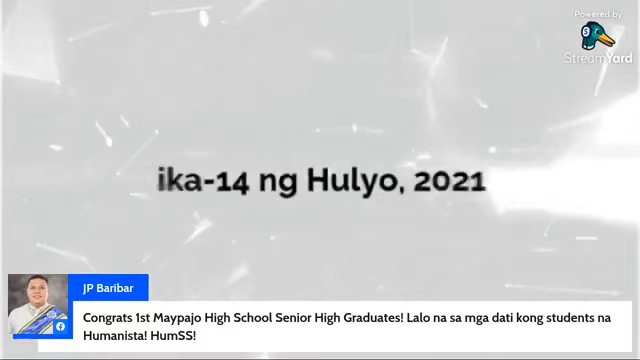 Powered by
StreamYard
ika-14 ng Hulyo, 2021
JP Baribar
Congrats 1st Maypajo High School Senior High Graduates! Lalo na sa mga dati kong students na
Humanista! HumSS!